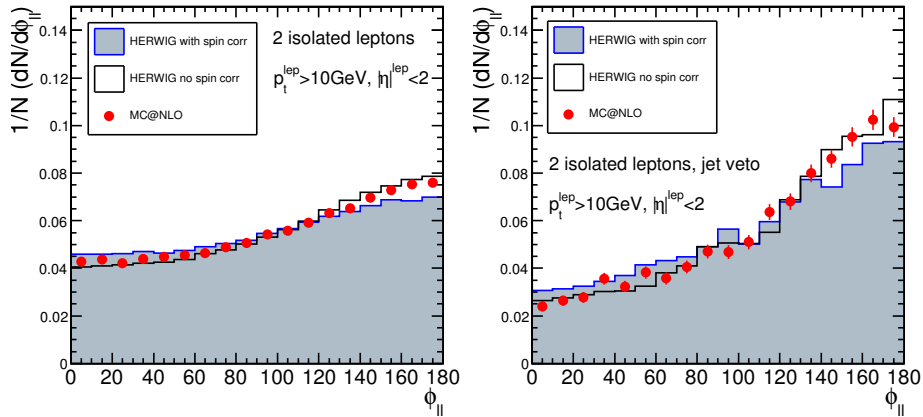 1/N (dN/dϕ||)
0.14
0.12
0.1
0.08
0.06
0.04
0.02
0
HERWIG with spin corr
HERWIG no spin corr
MC@NLO
2 isolated leptons
p_t^lep>10GeV, |η|^lep<2
0 20 40 60 80 100 120 140 160 180
ϕ||
1/N (dN/dϕ||)
0.14
0.12
0.1
0.08
0.06
0.04
0.02
0
HERWIG with spin corr
HERWIG no spin corr
MC@NLO
2 isolated leptons, jet veto
p_t^lep>10GeV, |η|^lep<2
0 20 40 60 80 100 120 140 160 180
ϕ||